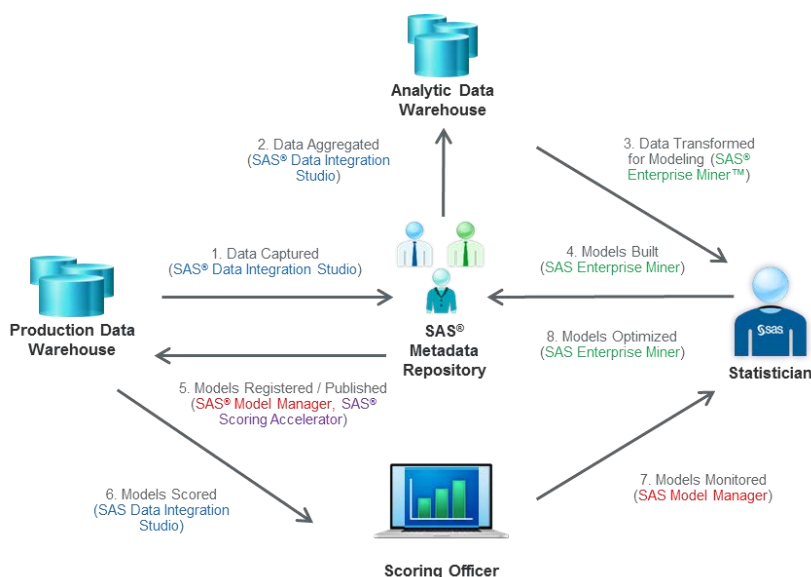 Analytic Data
Warehouse
2. Data Aggregated
(SAS® Data Integration
Studio)
3. Data Transformed
for Modeling (SAS®
Enterprise Miner™)
1. Data Captured
(SAS® Data Integration Studio)
4. Models Built
(SAS Enterprise Miner)
Production Data
Warehouse
SAS®
Metadata
Repository
8. Models Optimized
(SAS Enterprise Miner)
sas
Statistician
5. Models Registered / Published
(SAS® Model Manager, SAS®
Scoring Accelerator)
6. Models Scored
(SAS Data Integration
Studio)
7. Models Monitored
(SAS Model Manager)
Scoring Officer